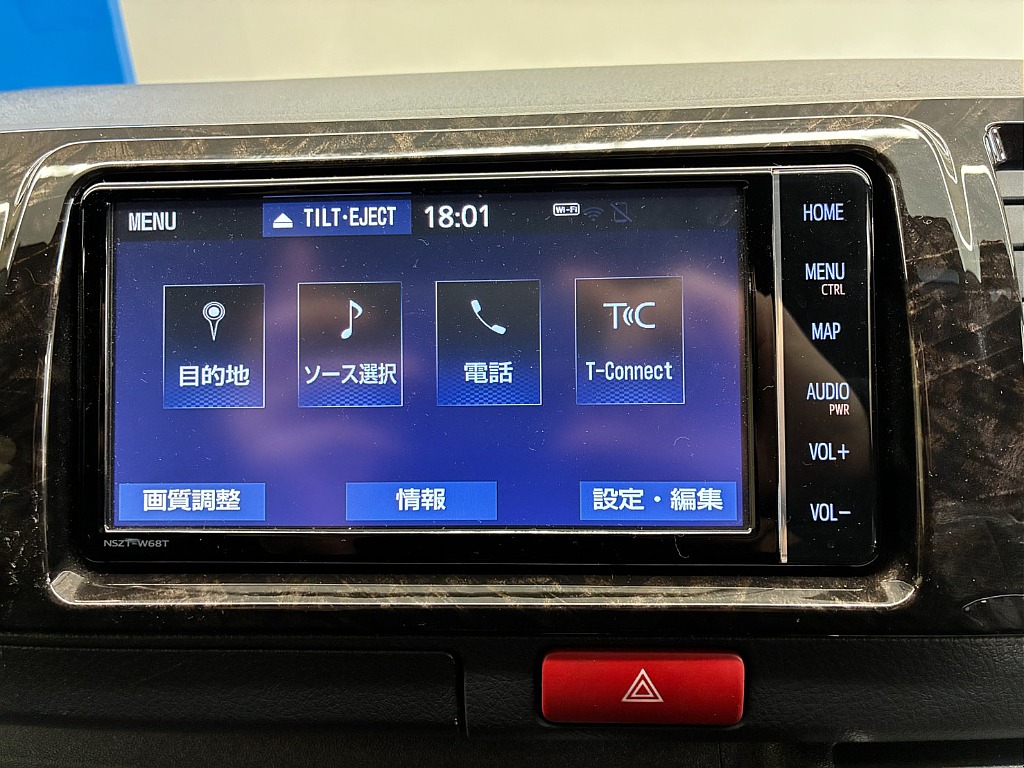 MENU
TILT·EJECT
18:01
Wi-Fi
HOME
MENU
CTRL
MAP
AUDIO
PWR
VOL+
VOL-
目的地
ソース選択
電話
TC
T-Connect
画質調整
情報
設定・編集
NSZT-W68T